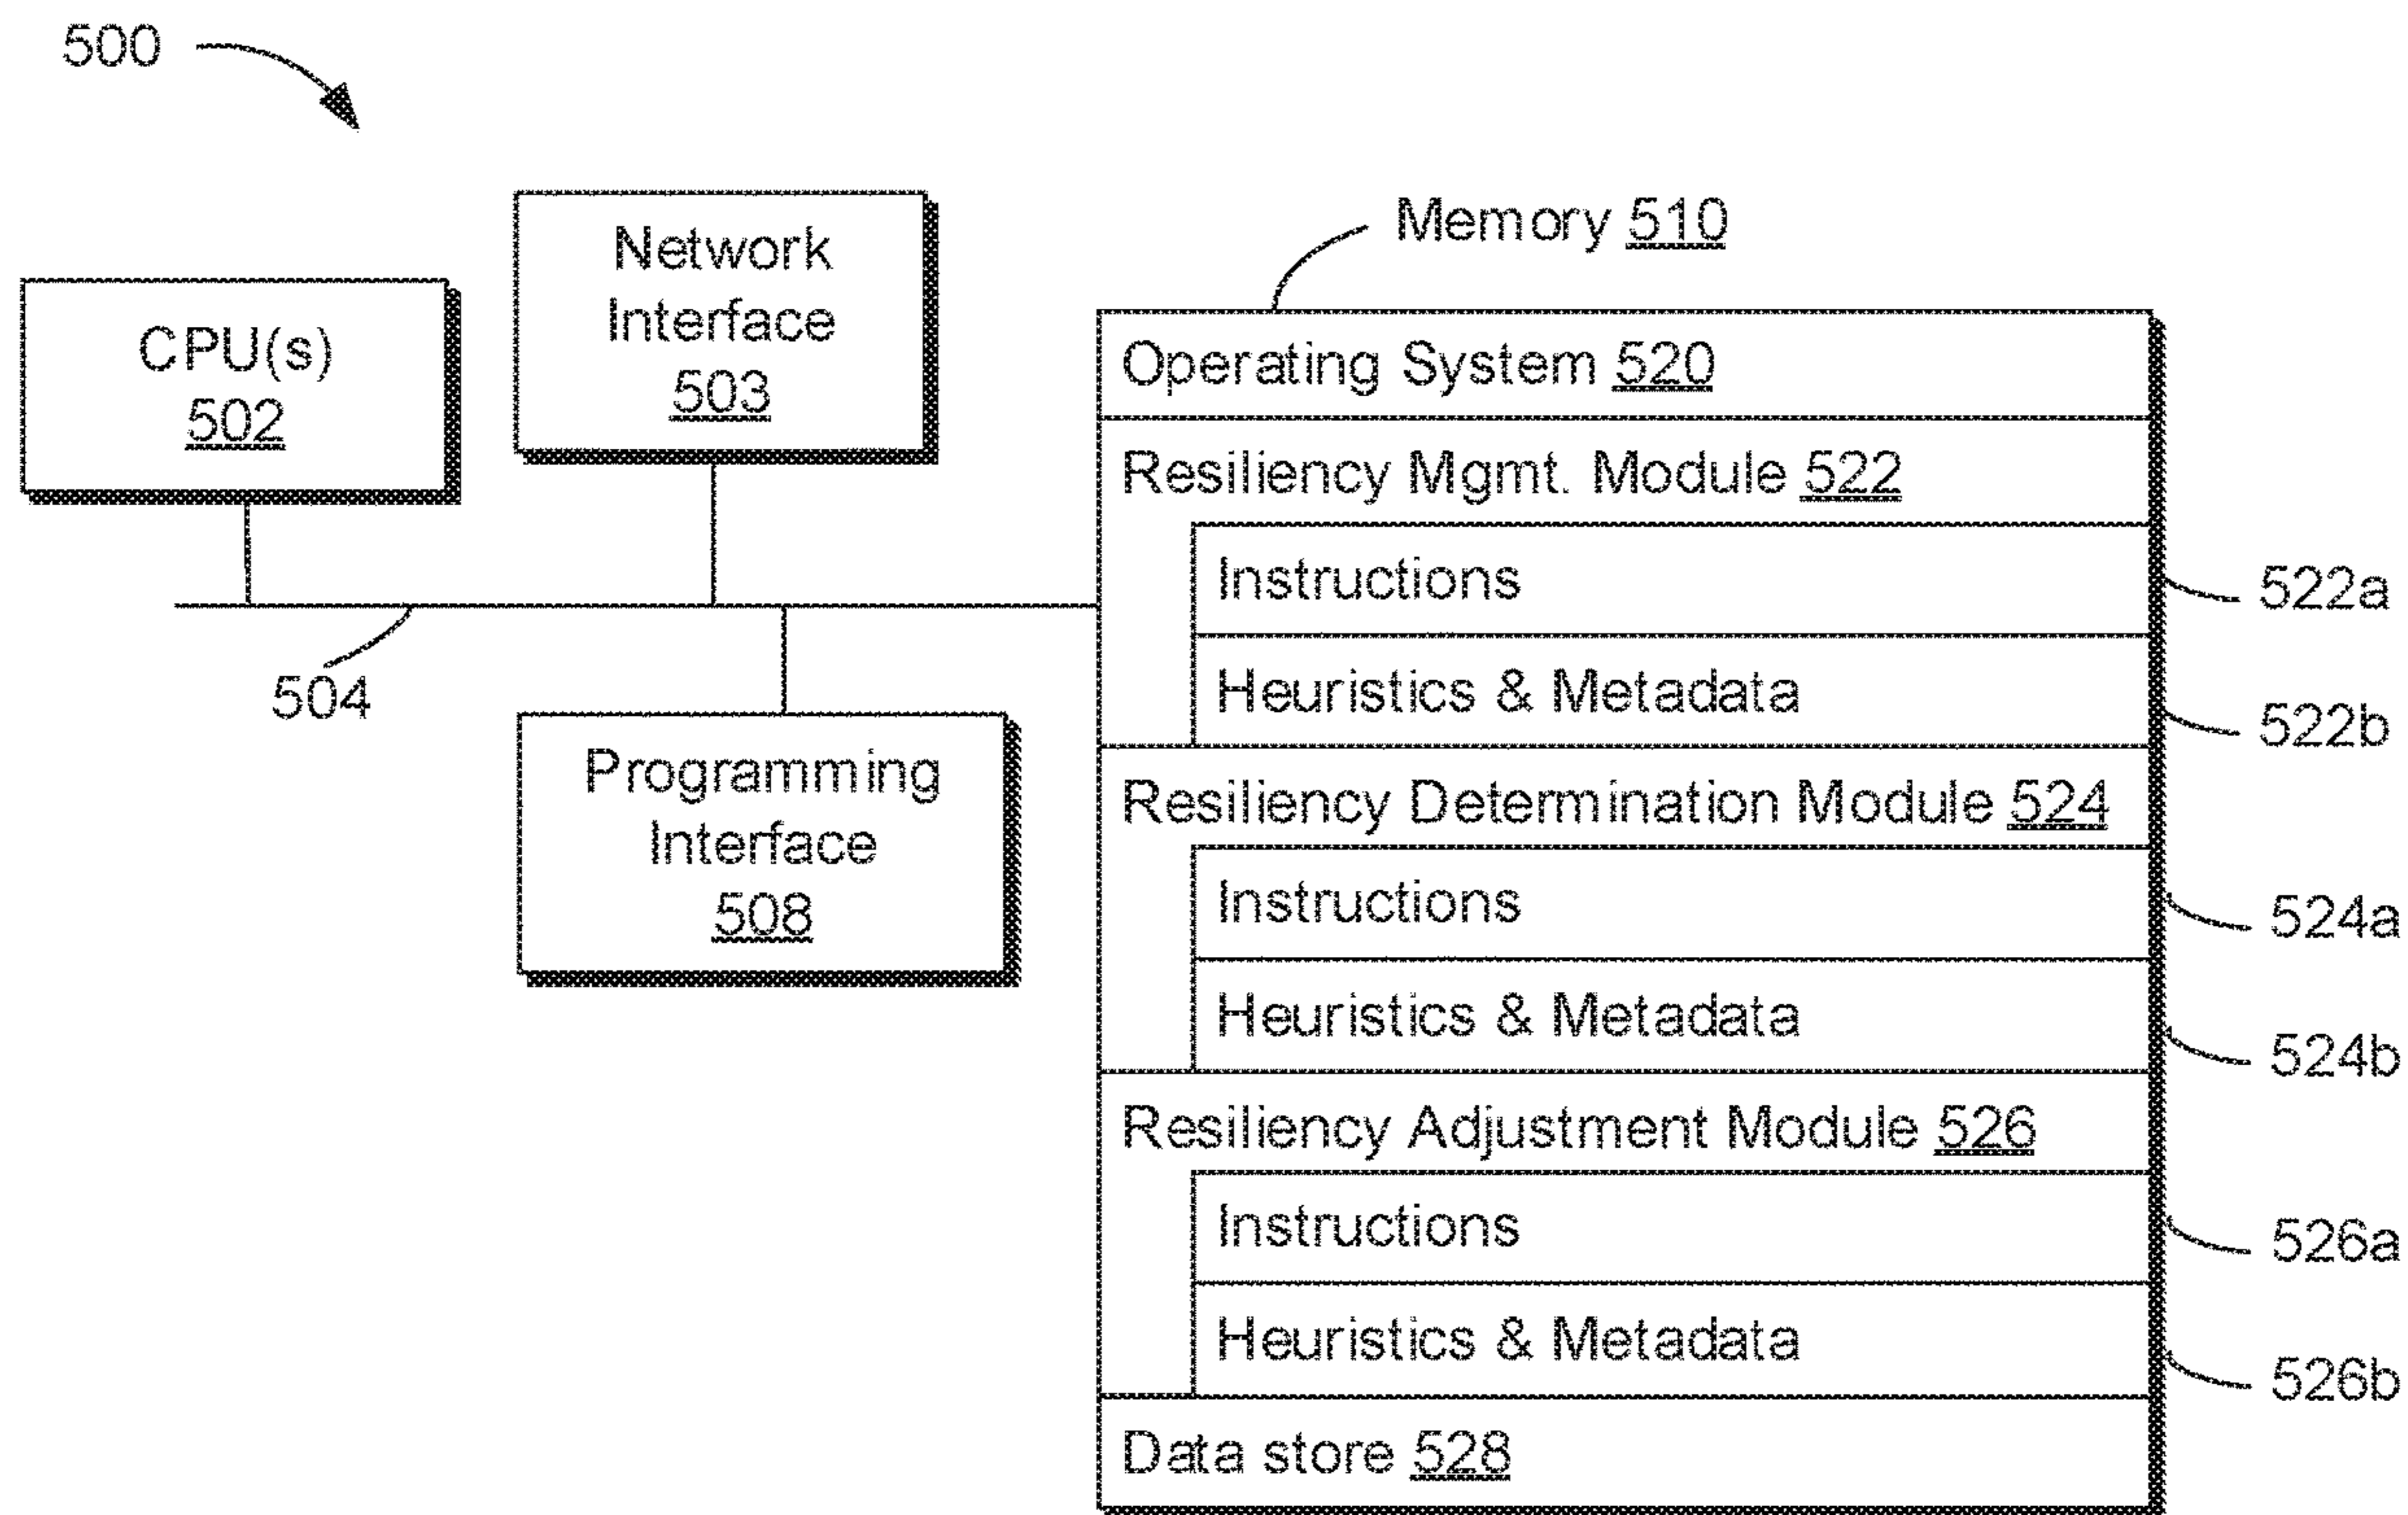 500
Network
Interface
503
CPU(s)
502
Memory 510
504
Programming
Interface
508
Operating System 520
Resiliency Mgmt. Module 522
Instructions
522a
Heuristics & Metadata
522b
Resiliency Determination Module 524
Instructions
524a
Heuristics & Metadata
524b
Resiliency Adjustment Module 526
Instructions
526a
Heuristics & Metadata
526b
Data store 528